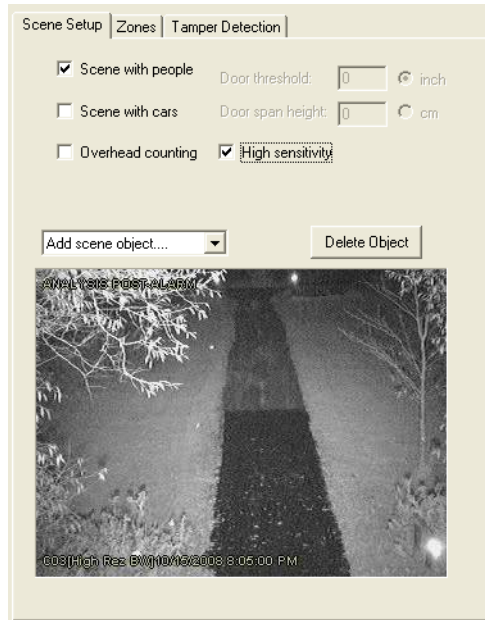 Scene Setup Zones Tamper Detection
Scene with people Door threshold: 0 inch
Scene with cars Door span height: 0 cm
Overhead counting High sensitivity
Add scene object.... Delete Object
ANALYSIS POST-ALARM
C03[High Rez BW]10/15/2008 8:05:00 PM